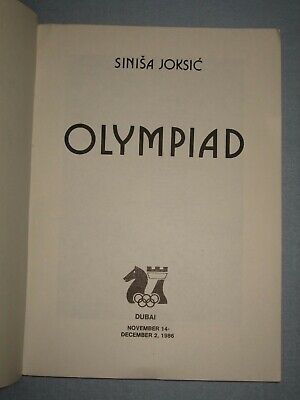 SINIŠA JOKSIĆ
OLYMPIAD
DUBAI
NOVEMBER 14-
DECEMBER 2, 1986